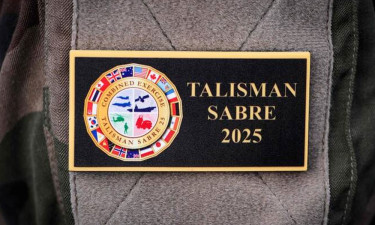 COMBINED EXERCISE
TALISMAN SABRE 25
TALISMAN
SABRE
2025